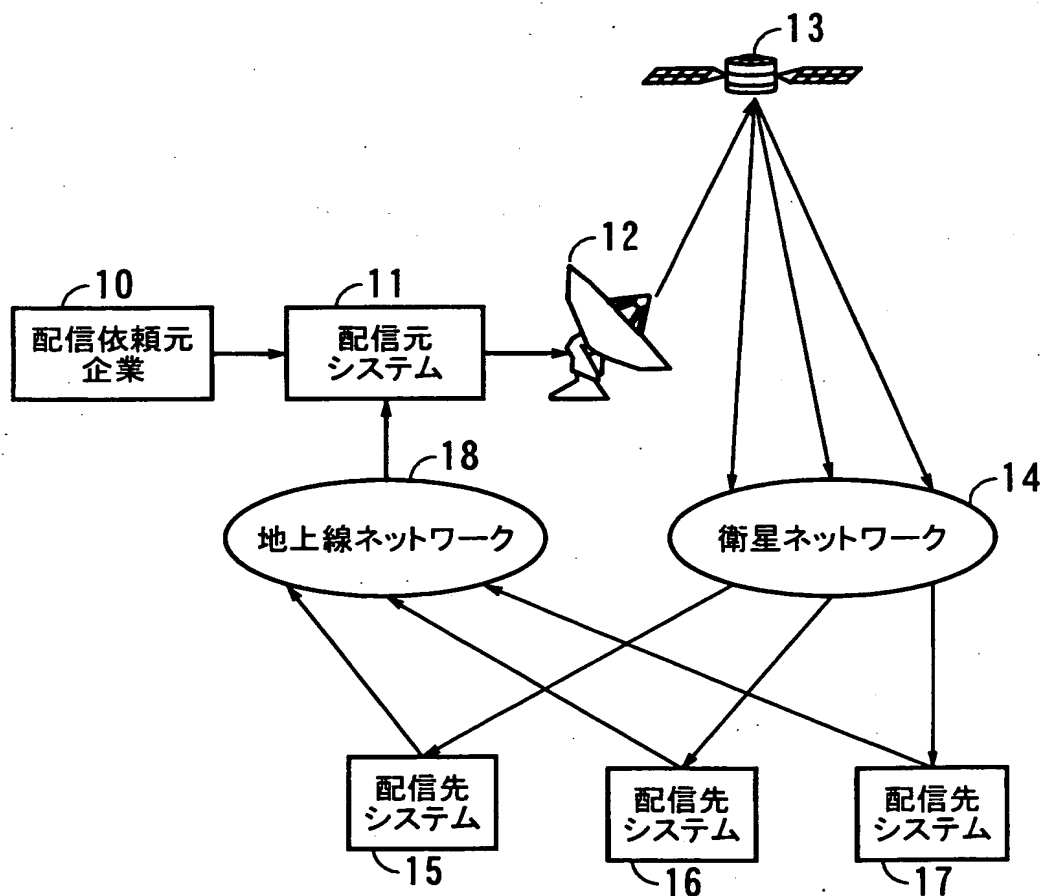 13
12
10
11
配信依頼元
企業
配信元
システム
18
14
地上線ネットワーク
衛星ネットワーク
配信先
システム
15
配信先
システム
16
配信先
システム
17